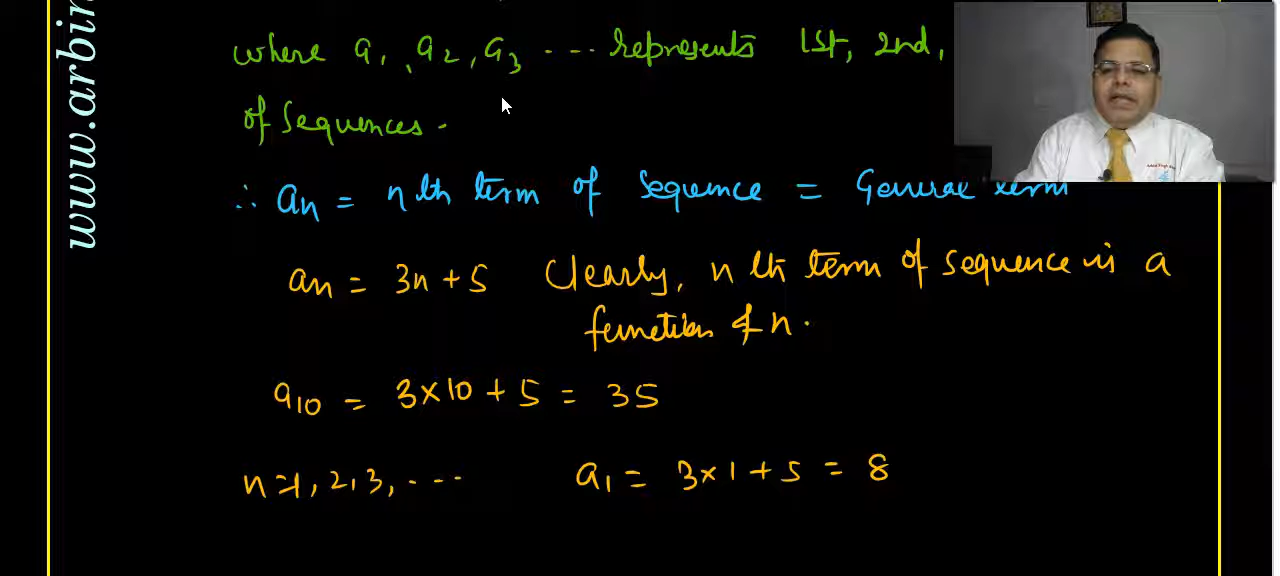 where a1, a2, a3 ... represents 1st, 2nd,
of Sequences.
∴ an = nth term of Sequence = General term
an = 3n + 5 Clearly, nth term of sequence is a
function of n.
a10 = 3×10 + 5 = 35
n=1, 2, 3, ... a1 = 3×1 + 5 = 8
www.arbin